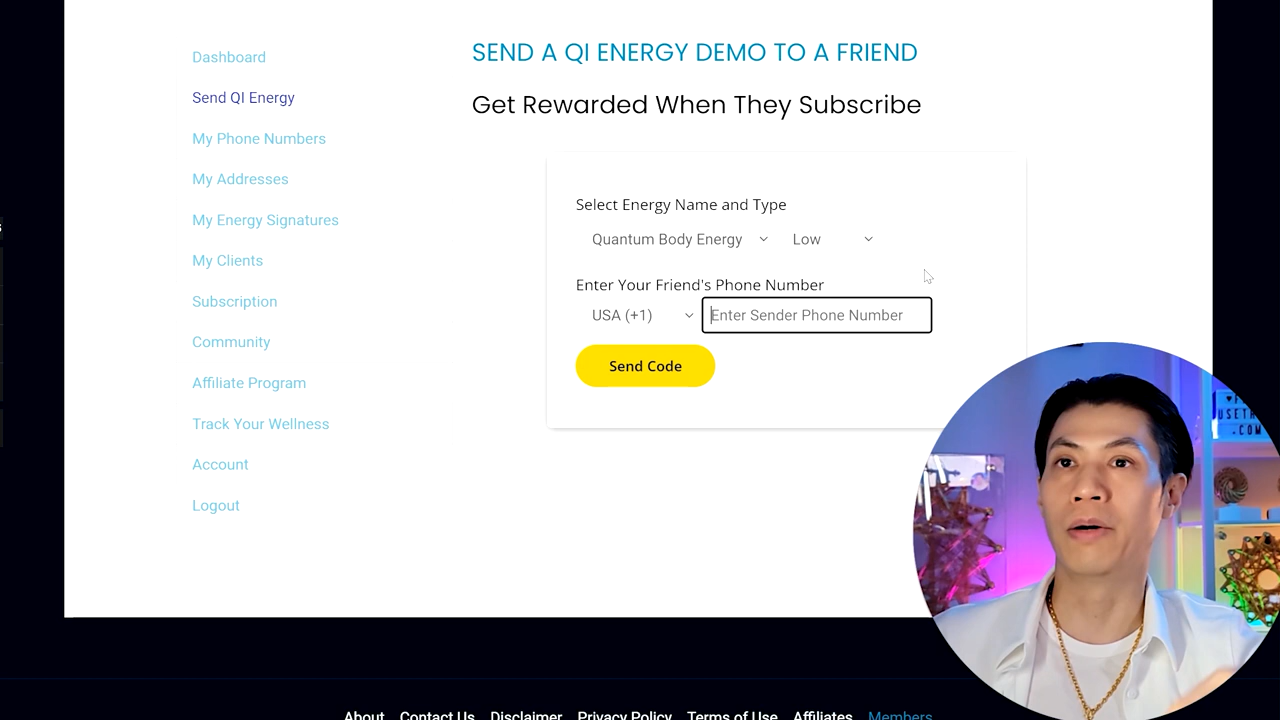 Dashboard
Send QI Energy
My Phone Numbers
My Addresses
My Energy Signatures
My Clients
Subscription
Community
Affiliate Program
Track Your Wellness
Account
Logout
SEND A QI ENERGY DEMO TO A FRIEND
Get Rewarded When They Subscribe
Select Energy Name and Type
Quantum Body Energy Low
Enter Your Friend's Phone Number
USA (+1) Enter Sender Phone Number
Send Code
.COM
About Contact Us Disclaimer Privacy Policy Terms of Use Affiliates Members